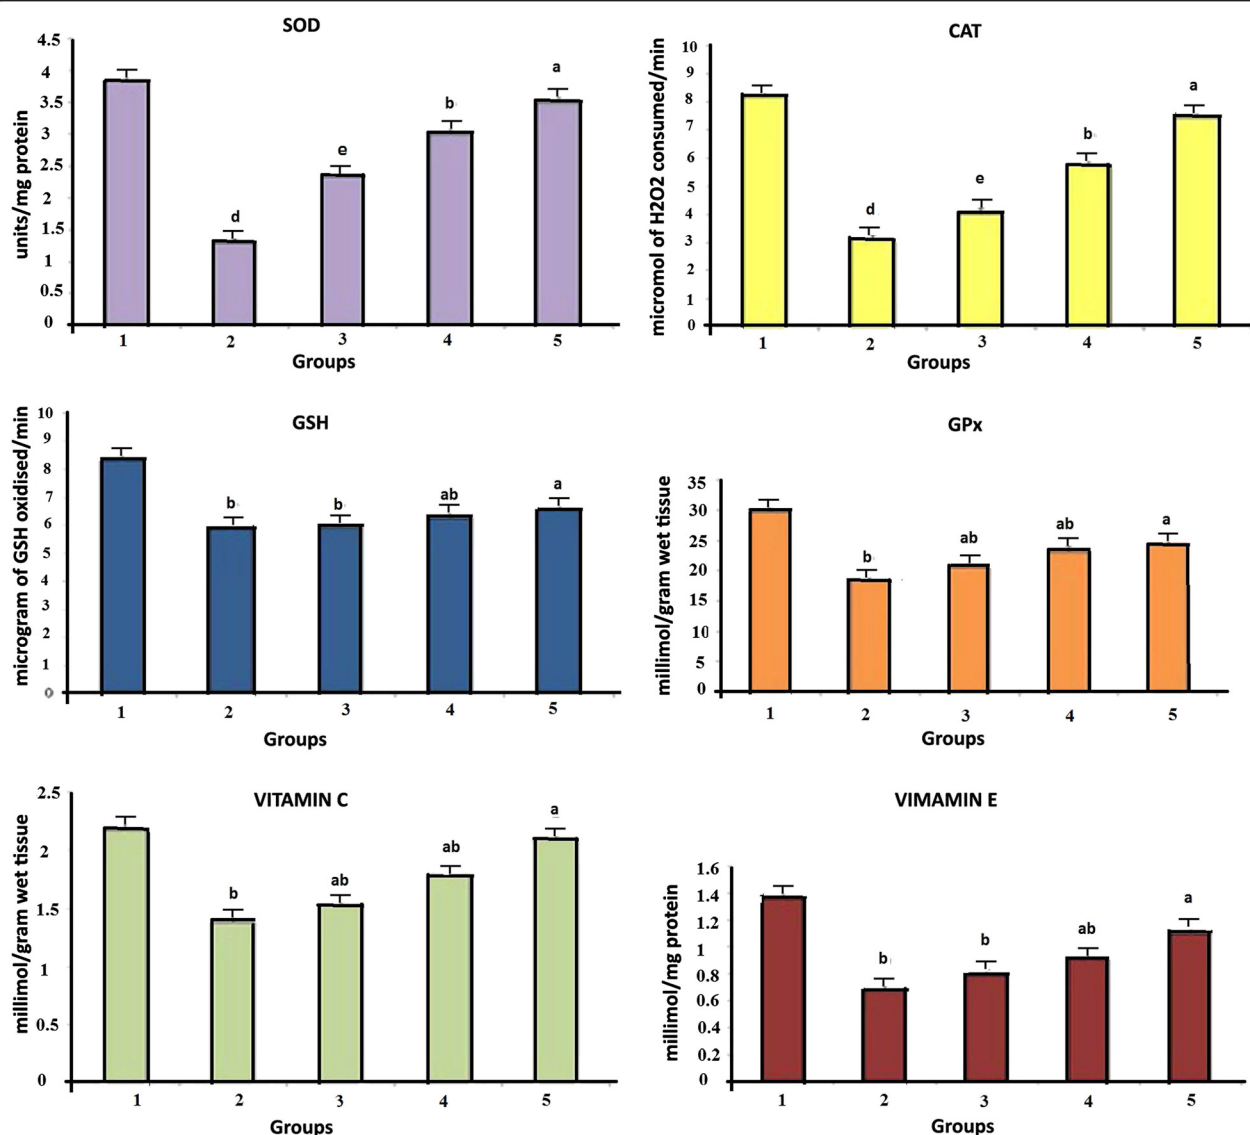 SOD
units/mg protein
4.5
4
3.5
3
2.5
2
1.5
1
0.5
0
d
e
b
a
1 2 3 4 5
Groups
CAT
micromol of H2O2 consumed/min
10
9
8
7
6
5
4
3
2
1
0
d
e
b
a
1 2 3 4 5
Groups
GSH
microgram of GSH oxidised/min
10
9
8
7
6
5
4
3
2
1
0
b
b
ab
a
1 2 3 4 5
Groups
GPx
millimol/gram wet tissue
35
30
25
20
15
10
5
0
b
ab
ab
a
1 2 3 4 5
Groups
VITAMIN C
millimol/gram wet tissue
2.5
2
1.5
1
0.5
0
b
ab
ab
a
1 2 3 4 5
Groups
VIMAMIN E
millimol/mg protein
1.6
1.4
1.2
1
0.8
0.6
0.4
0.2
0
b
b
ab
a
1 2 3 4 5
Groups